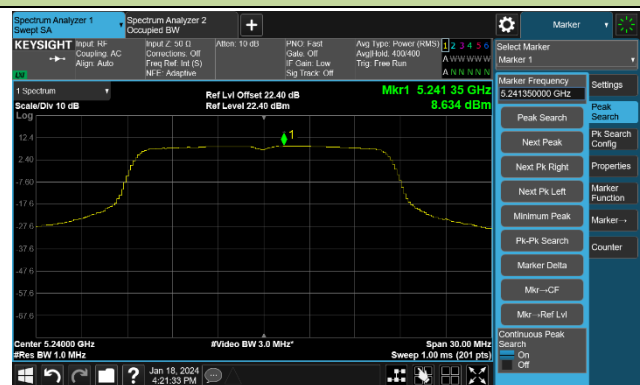 Spectrum Analyzer 1
Swept SA
Spectrum Analyzer 2
Occupied BW
Marker
KEYSIGHT
Input: RF
Coupling: AC
Align: Auto
Input Z: 50 Ω
Corrections: Off
Freq Ref: Int (S)
NFE: Adaptive
Atten: 10 dB
PNO: Fast
Gate: Off
IF Gain: Low
Sig Track: Off
Avg Type: Power (RMS)
Avg|Hold: 400/400
Trig: Free Run
1 2 3 4 5 6
A W W W W W
A N N N N N
LW
Select Marker
Marker 1
1 Spectrum
Scale/Div 10 dB
Log
Ref Lvl Offset 22.40 dB
Ref Level 22.40 dBm
Mkr1 5.241 35 GHz
8.634 dBm
1
12.4
2.40
-7.60
-17.6
-27.6
-37.6
-47.6
-57.6
-67.6
Center 5.24000 GHz
#Res BW 1.0 MHz
#Video BW 3.0 MHz*
Span 30.00 MHz
Sweep 1.00 ms (201 pts)
Marker Frequency
5.241350000 GHz
Peak Search
Next Peak
Next Pk Right
Next Pk Left
Minimum Peak
Pk-Pk Search
Marker Delta
Mkr→CF
Mkr→Ref Lvl
Continuous Peak
Search
On
Off
Settings
Peak
Search
Pk Search
Config
Properties
Marker
Function
Marker→
Counter
Jan 18, 2024
4:21:33 PM